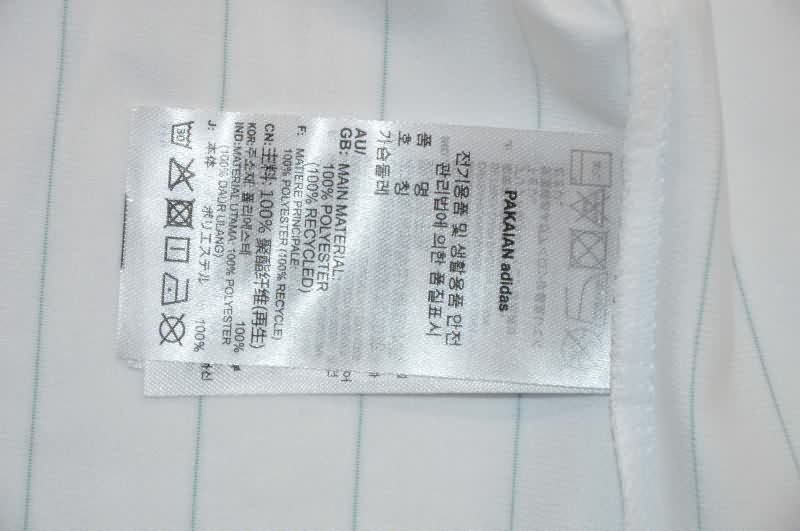 PAKAIAN adidas
전기용품 및 생활용품 안전
관리법에 의한 품질표시
품 명
호 칭
가슴둘레
AU/
GB: MAIN MATERIAL:
100% POLYESTER
(100% RECYCLED)
F: MATIERE PRINCIPALE:
100% POLYESTER (100% RECYCLE)
CN:主料: 100% 聚酯纤维(再生)
KOR:주소재: 폴리에스터 100%
IND:MATERIAL UTAMA: 100% POLYESTER
(100% DAUR ULANG)
J: 本体 ポリエステル 100%
30